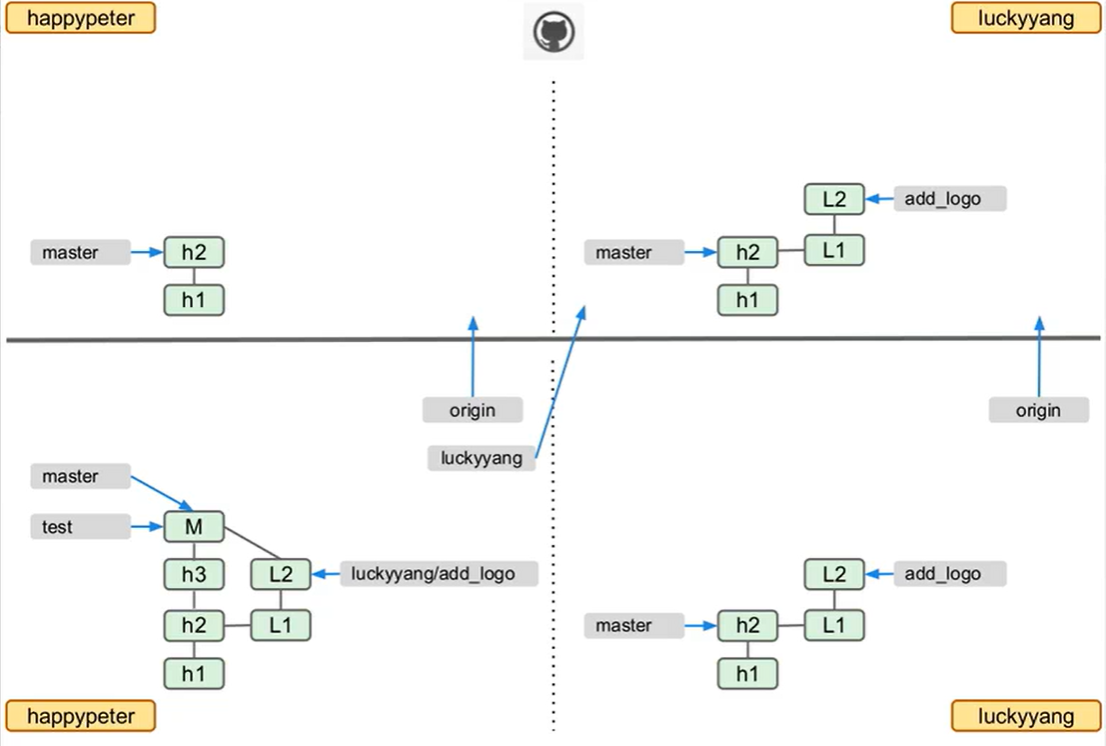 happypeter
luckyyang
L2
add_logo
master
h2
master
h2
L1
h1
h1
origin
origin
luckyyang
master
test
M
h3
L2
luckyyang/add_logo
L2
add_logo
h2
L1
master
h2
L1
h1
h1
happypeter
luckyyang